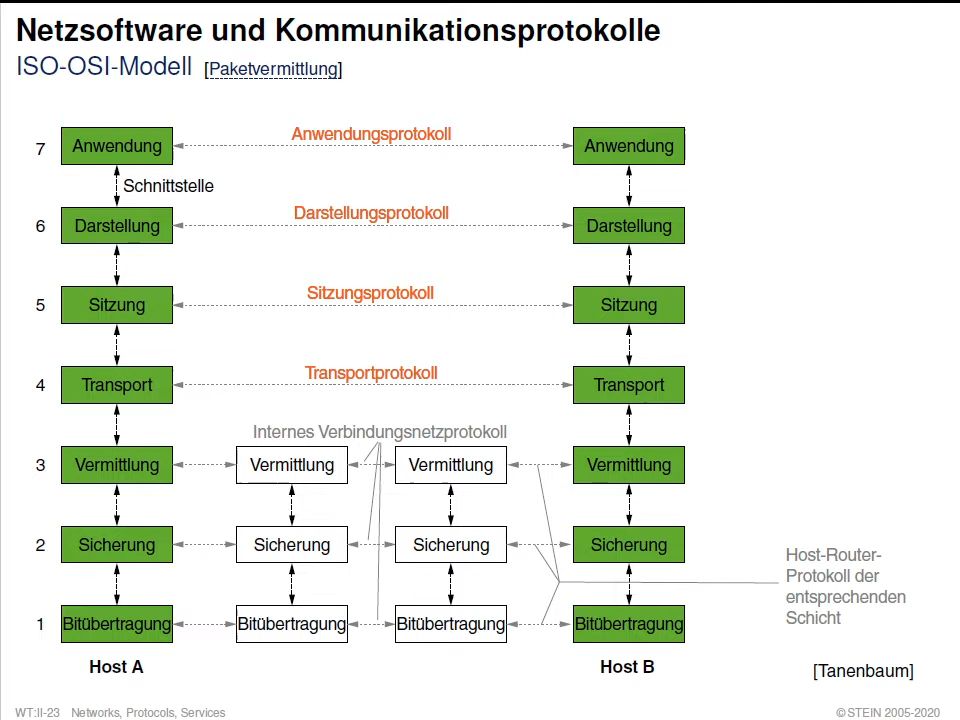 Netzsoftware und Kommunikationsprotokolle
ISO-OSI-Modell [Paketvermittlung]
7 Anwendung Anwendungsprotokoll Anwendung
Schnittstelle
6 Darstellung Darstellungsprotokoll Darstellung
5 Sitzung Sitzungsprotokoll Sitzung
4 Transport Transportprotokoll Transport
Internes Verbindungsnetzprotokoll
3 Vermittlung Vermittlung Vermittlung Vermittlung
2 Sicherung Sicherung Sicherung Sicherung
Host-Router-
Protokoll der
entsprechenden
Schicht
1 Bitübertragung Bitübertragung Bitübertragung Bitübertragung
Host A Host B
[Tanenbaum]
WT:II-23 Networks, Protocols, Services © STEIN 2005-2020